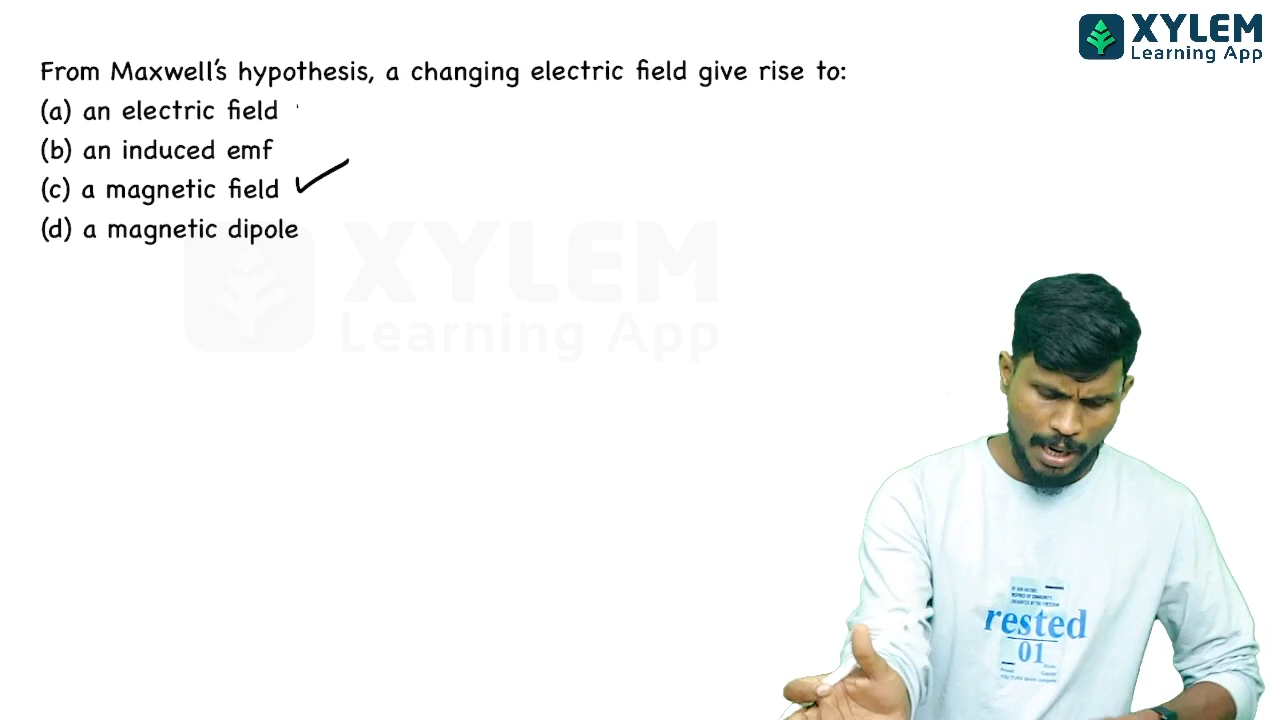 XYLEM
Learning App
From Maxwell's hypothesis, a changing electric field give rise to:
(a) an electric field
(b) an induced emf
(c) a magnetic field
(d) a magnetic dipole
XYLEM
Learning App
rested
01